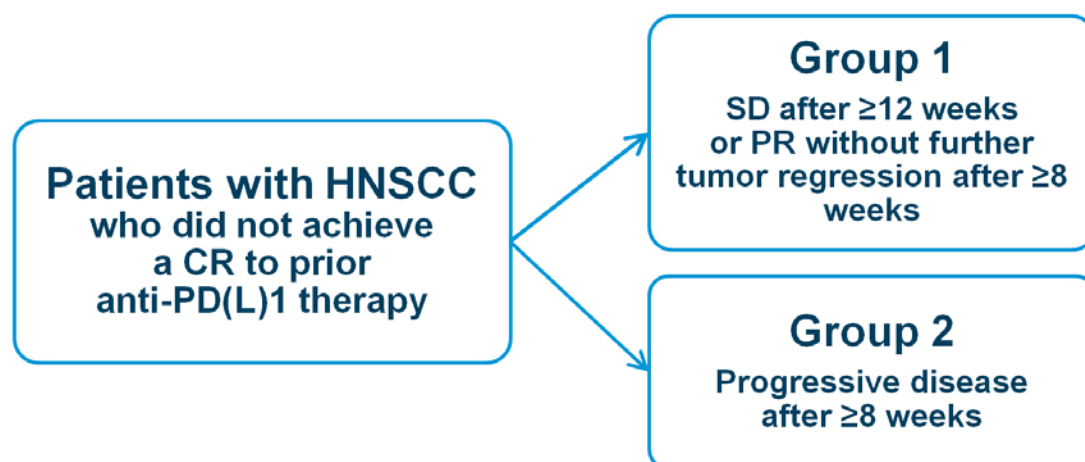 Patients with HNSCC
who did not achieve
a CR to prior
anti-PD(L)1 therapy
Group 1
SD after ≥12 weeks
or PR without further
tumor regression after ≥8
weeks
Group 2
Progressive disease
after ≥8 weeks